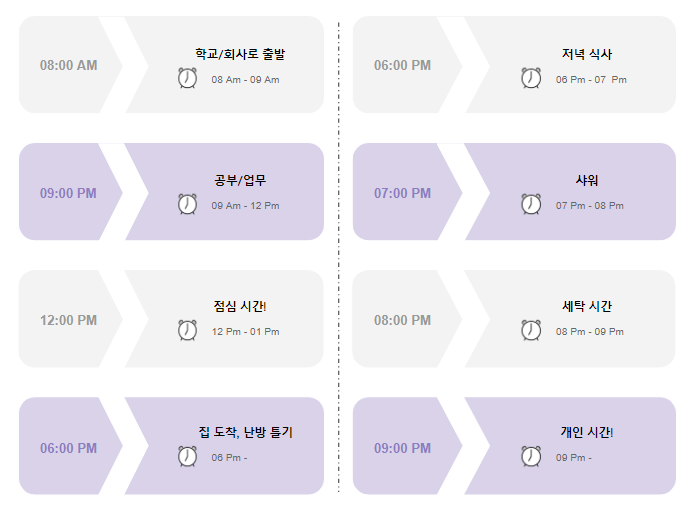 08:00 AM
학교/회사로 출발
08 Am - 09 Am
09:00 PM
공부/업무
09 Am - 12 Pm
12:00 PM
점심 시간!
12 Pm - 01 Pm
06:00 PM
집 도착, 난방 틀기
06 Pm -
06:00 PM
저녁 식사
06 Pm - 07 Pm
07:00 PM
샤워
07 Pm - 08 Pm
08:00 PM
세탁 시간
08 Pm - 09 Pm
09:00 PM
개인 시간!
09 Pm -